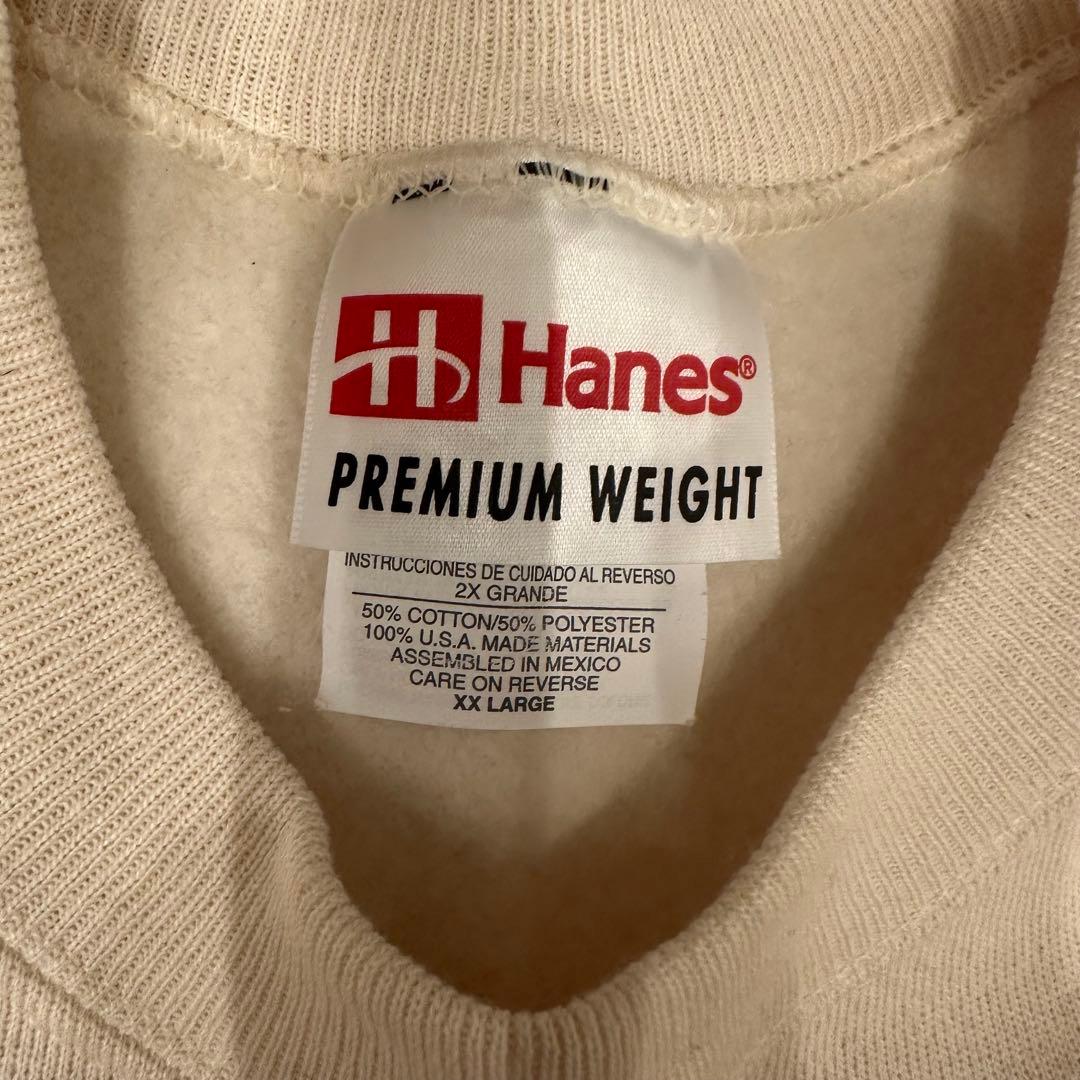 H Hanes®
PREMIUM WEIGHT
INSTRUCCIONES DE CUIDADO AL REVERSO
2X GRANDE
50% COTTON/50% POLYESTER
100% U.S.A. MADE MATERIALS
ASSEMBLED IN MEXICO
CARE ON REVERSE
XX LARGE